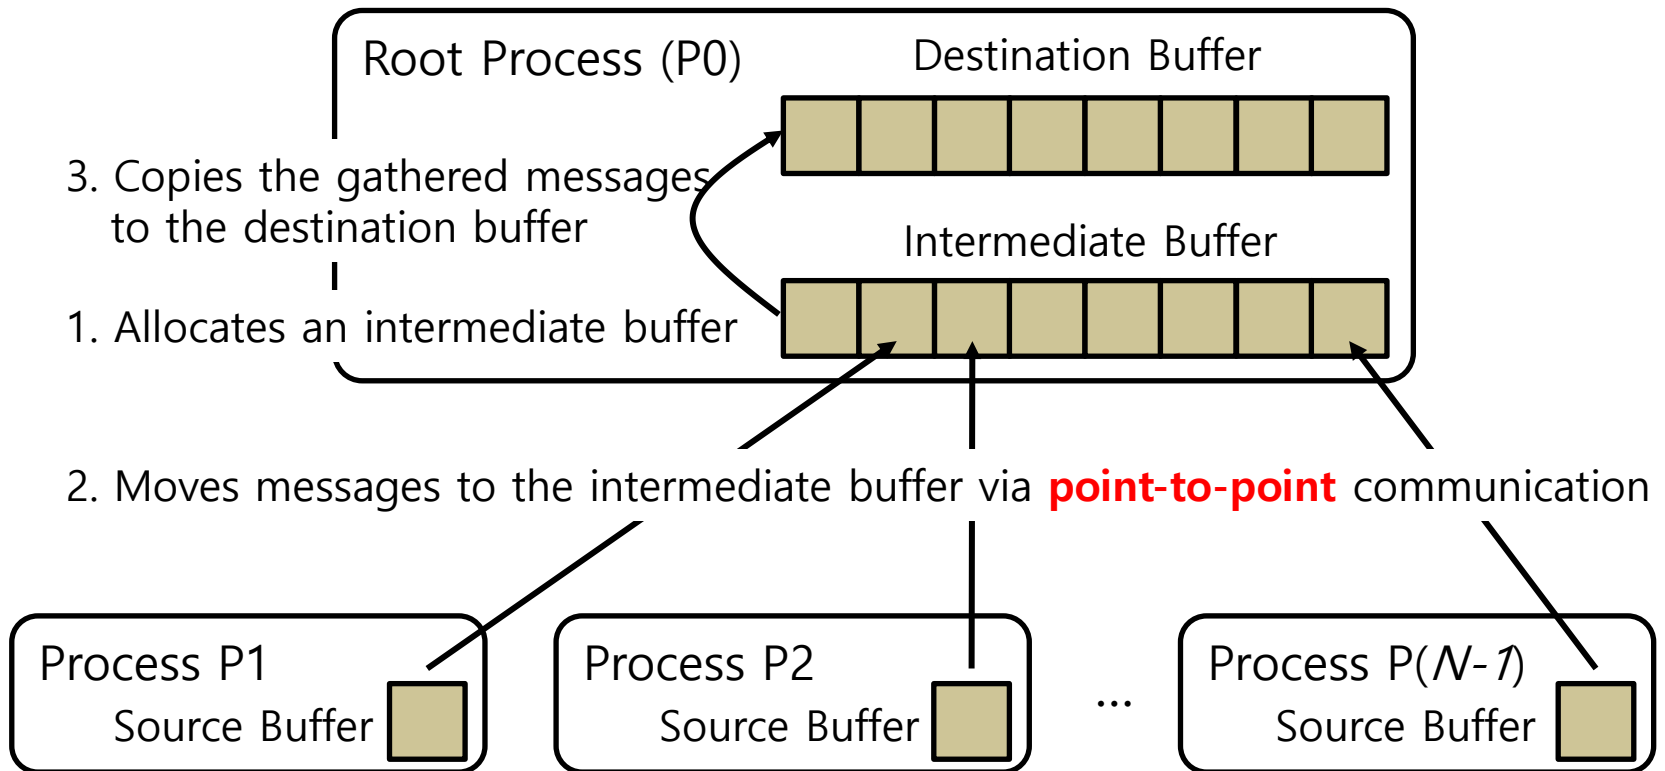 Root Process (P0)
Destination Buffer
3. Copies the gathered messages
to the destination buffer
Intermediate Buffer
1. Allocates an intermediate buffer
2. Moves messages to the intermediate buffer via point-to-point communication
Process P1
Source Buffer
Process P2
Source Buffer
...
Process P(N-1)
Source Buffer